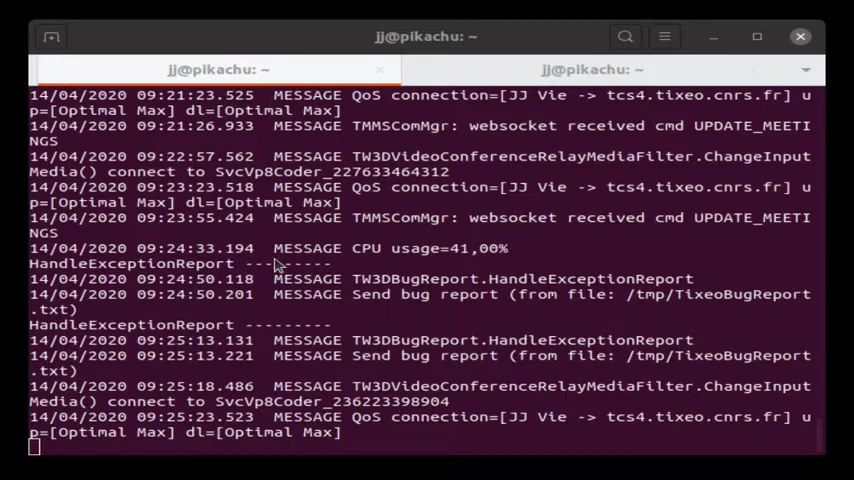 jj@pikachu: ~
jj@pikachu: ~
jj@pikachu: ~
14/04/2020 09:21:23.525  MESSAGE QoS connection=[JJ Vie -> tcs4.tixeo.cnrs.fr] u
p=[Optimal Max] dl=[Optimal Max]
14/04/2020 09:21:26.933  MESSAGE TMMSComMgr: websocket received cmd UPDATE_MEETI
NGS
14/04/2020 09:22:57.562  MESSAGE TW3DVideoConferenceRelayMediaFilter.ChangeInput
Media() connect to SvcVp8Coder_227633464312
14/04/2020 09:23:23.518  MESSAGE QoS connection=[JJ Vie -> tcs4.tixeo.cnrs.fr] u
p=[Optimal Max] dl=[Optimal Max]
14/04/2020 09:23:55.424  MESSAGE TMMSComMgr: websocket received cmd UPDATE_MEETI
NGS
14/04/2020 09:24:33.194  MESSAGE CPU usage=41,00%
HandleExceptionReport ---------
14/04/2020 09:24:50.118  MESSAGE TW3DBugReport.HandleExceptionReport
14/04/2020 09:24:50.201  MESSAGE Send bug report (from file: /tmp/TixeoBugReport
.txt)
HandleExceptionReport ---------
14/04/2020 09:25:13.131  MESSAGE TW3DBugReport.HandleExceptionReport
14/04/2020 09:25:13.221  MESSAGE Send bug report (from file: /tmp/TixeoBugReport
.txt)
14/04/2020 09:25:18.486  MESSAGE TW3DVideoConferenceRelayMediaFilter.ChangeInput
Media() connect to SvcVp8Coder_236223398904
14/04/2020 09:25:23.523  MESSAGE QoS connection=[JJ Vie -> tcs4.tixeo.cnrs.fr] u
p=[Optimal Max] dl=[Optimal Max]